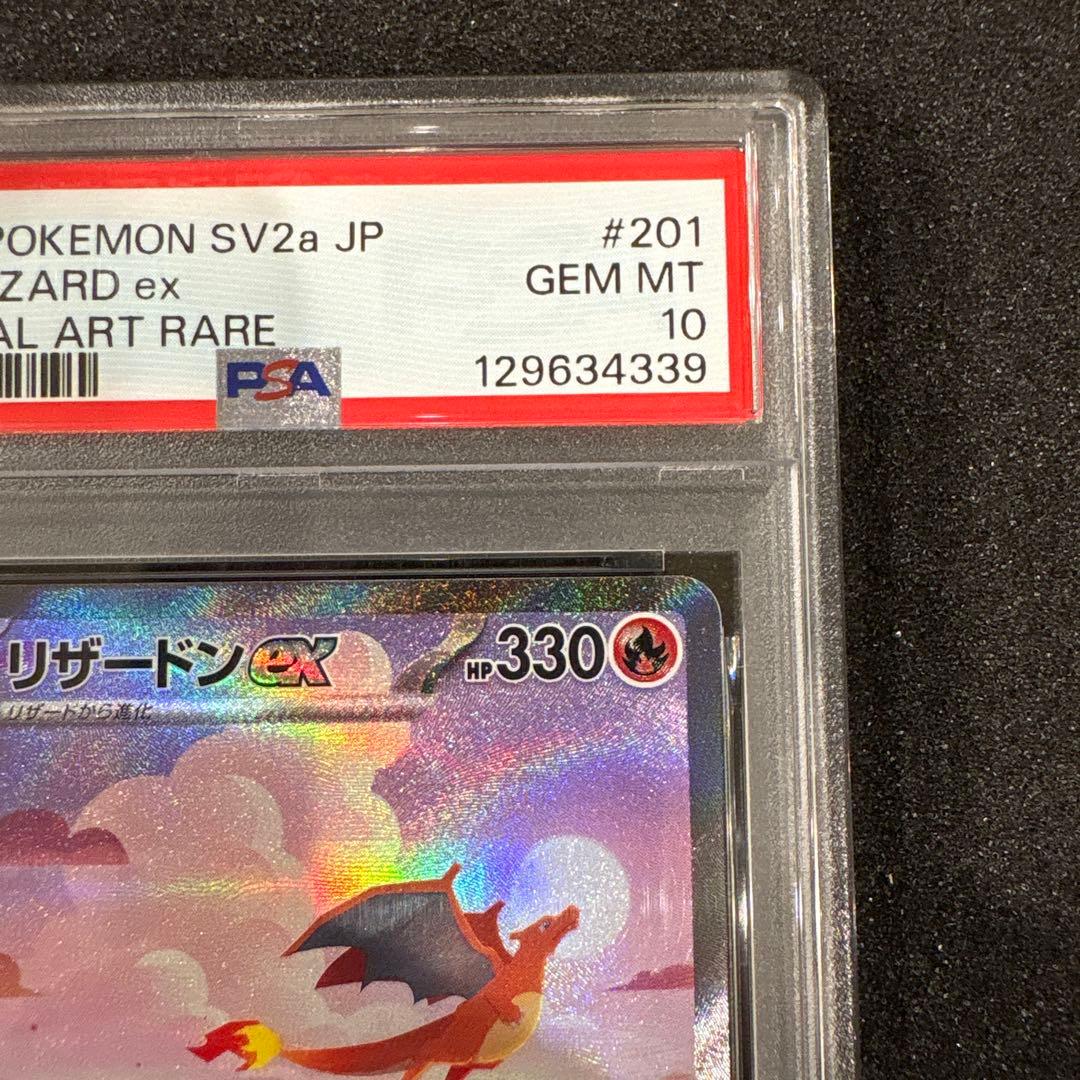 POKEMON SV2a JP #201
ZARD ex GEM MT
AL ART RARE 10
PSA 129634339
リザードンex HP330
リザードから進化